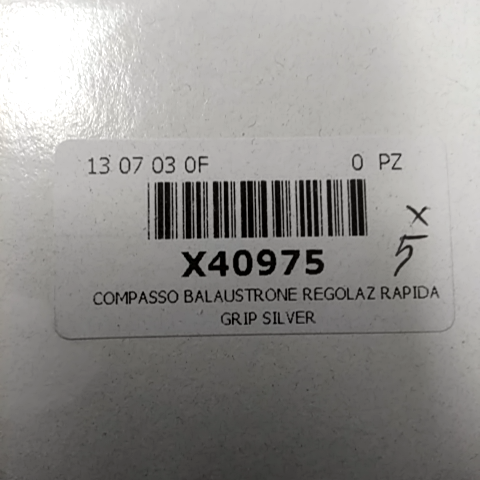 13 07 03 0F 0 PZ
X
5
X40975
COMPASSO BALAUSTRONE REGOLAZ RAPIDA
GRIP SILVER